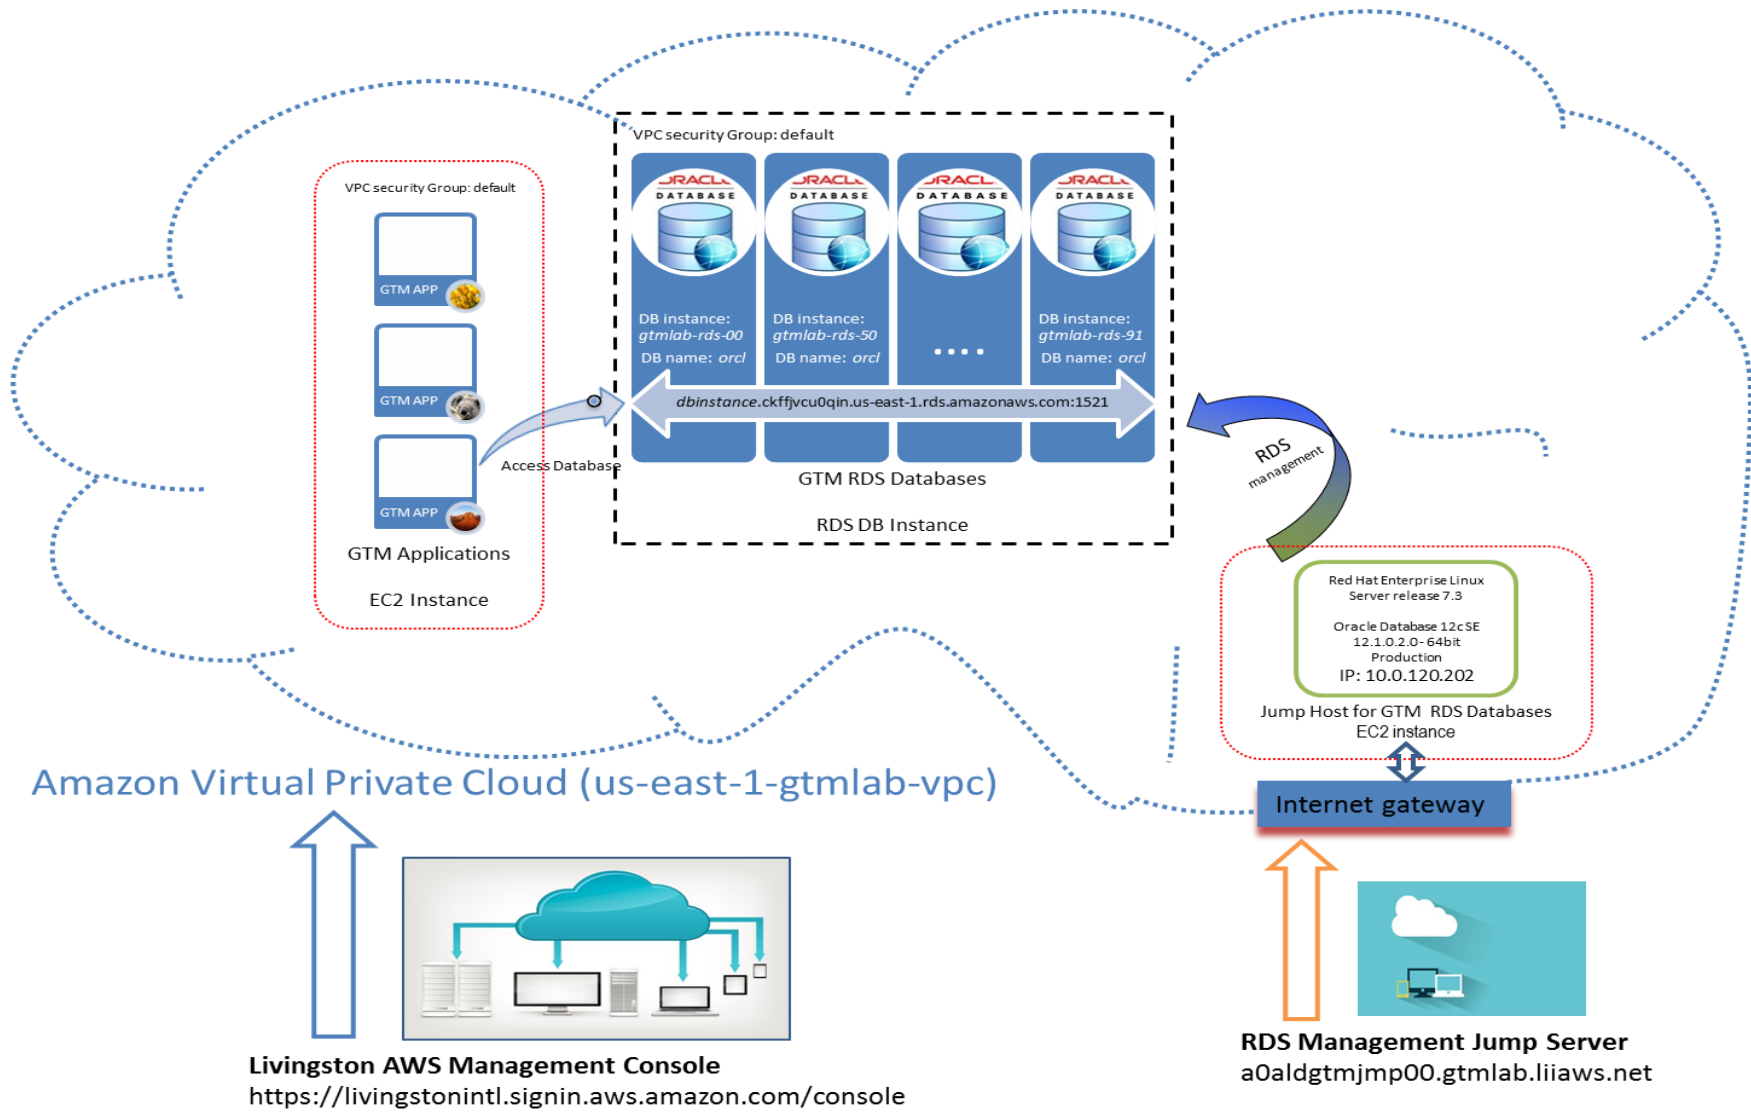 VPC security Group: default
VPC security Group: default
GTM APP
GTM APP
GTM APP
GTM Applications
EC2 Instance
Access Database
ORACLE
DATABASE
ORACLE
DATABASE
ORACLE
DATABASE
ORACLE
DATABASE
DB instance:
gtmlab-rds-00
DB name: orcl
DB instance:
gtmlab-rds-50
DB name: orcl
....
DB instance:
gtmlab-rds-91
DB name: orcl
dbinstance.ckffjvcu0qin.us-east-1.rds.amazonaws.com:1521
GTM RDS Databases
RDS DB Instance
RDS
management
Red Hat Enterprise Linux
Server release 7.3
Oracle Database 12c SE
12.1.0.2.0 - 64bit
Production
IP: 10.0.120.202
Jump Host for GTM RDS Databases
EC2 instance
Internet gateway
Amazon Virtual Private Cloud (us-east-1-gtmlab-vpc)
Livingston AWS Management Console
https://livingstonintl.signin.aws.amazon.com/console
RDS Management Jump Server
a0aldgtmjmp00.gtmlab.liiaws.net